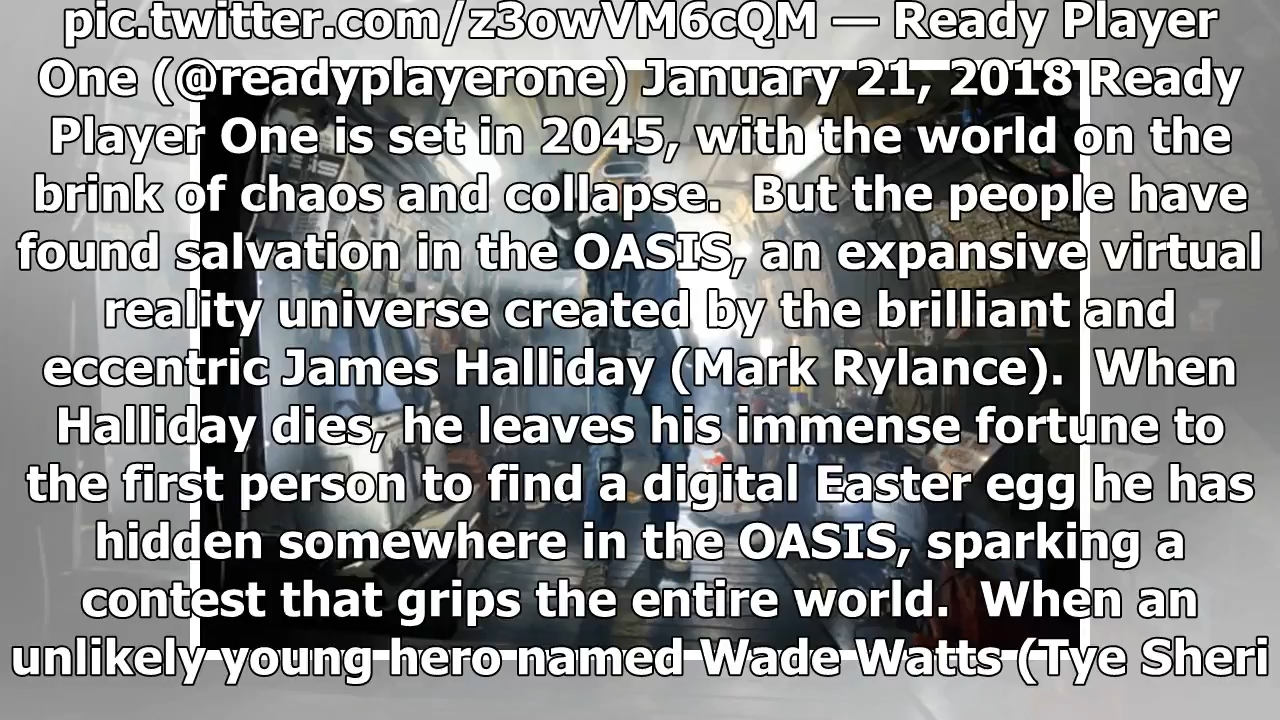 pic.twitter.com/z3owVM6cQM — Ready Player
One (@readyplayerone) January 21, 2018 Ready
Player One is set in 2045, with the world on the
brink of chaos and collapse.  But the people have
found salvation in the OASIS, an expansive virtual
reality universe created by the brilliant and
eccentric James Halliday (Mark Rylance).  When
Halliday dies, he leaves his immense fortune to
the first person to find a digital Easter egg he has
hidden somewhere in the OASIS, sparking a
contest that grips the entire world.  When an
unlikely young hero named Wade Watts (Tye Sheri